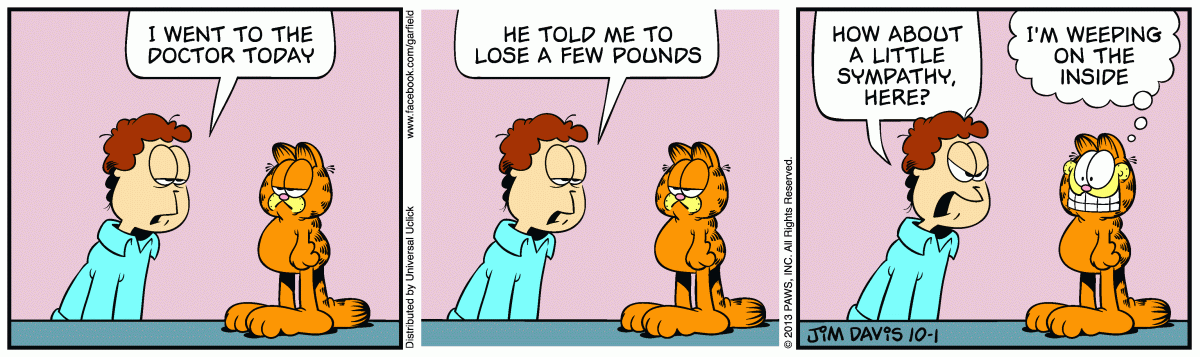 I WENT TO THE
DOCTOR TODAY
www.facebook.com/garfield
Distributed by Universal Uclick
HE TOLD ME TO
LOSE A FEW POUNDS
© 2013 PAWS, INC. All Rights Reserved.
HOW ABOUT
A LITTLE
SYMPATHY,
HERE?
I'M WEEPING
ON THE
INSIDE
JIM DAVIS 10-1